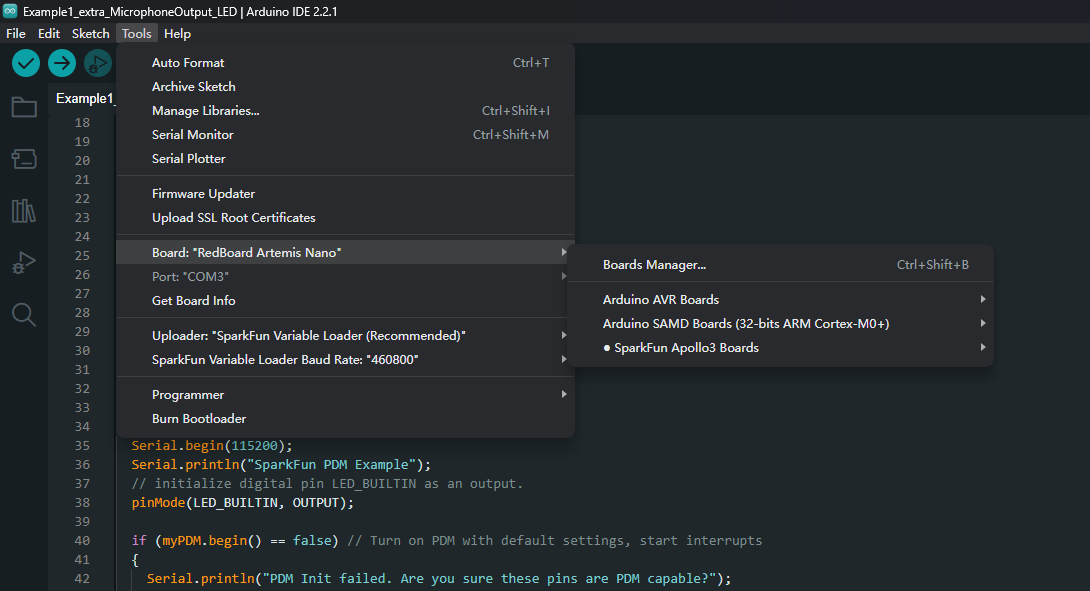 Example1_extra_MicrophoneOutput_LED | Arduino IDE 2.2.1
File Edit Sketch Tools Help
Auto Format Ctrl+T
Archive Sketch
Manage Libraries... Ctrl+Shift+I
Serial Monitor Ctrl+Shift+M
Serial Plotter
Firmware Updater
Upload SSL Root Certificates
Board: "RedBoard Artemis Nano"
Port: "COM3"
Get Board Info
Uploader: "SparkFun Variable Loader (Recommended)"
SparkFun Variable Loader Baud Rate: "460800"
Programmer
Burn Bootloader
Boards Manager... Ctrl+Shift+B
Arduino AVR Boards
Arduino SAMD Boards (32-bits ARM Cortex-M0+)
● SparkFun Apollo3 Boards
Example1_
18
19
20
21
22
23
24
25
26
27
28
29
30
31
32
33
34
35 Serial.begin(115200);
36 Serial.println("SparkFun PDM Example");
37 // initialize digital pin LED_BUILTIN as an output.
38 pinMode(LED_BUILTIN, OUTPUT);
39
40 if (myPDM.begin() == false) // Turn on PDM with default settings, start interrupts
41 {
42 Serial.println("PDM Init failed. Are you sure these pins are PDM capable?");